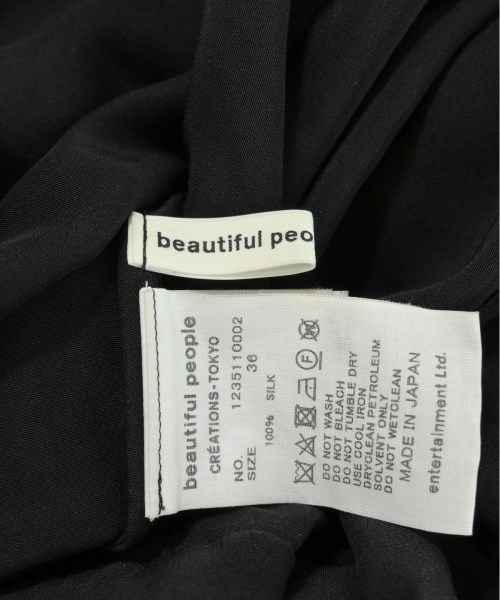 beautiful peo
beautiful people
CRÉATIONS-TOKYO
NO. 1235110002
SIZE 36
100% SILK
DO NOT WASH
DO NOT BLEACH
DO NOT TUMBLE DRY
USE COOL IRON
DRYCLEAN PETROLEUM
SOLVENT ONLY
DO NOT WETCLEAN
MADE IN JAPAN
entertainment Ltd.